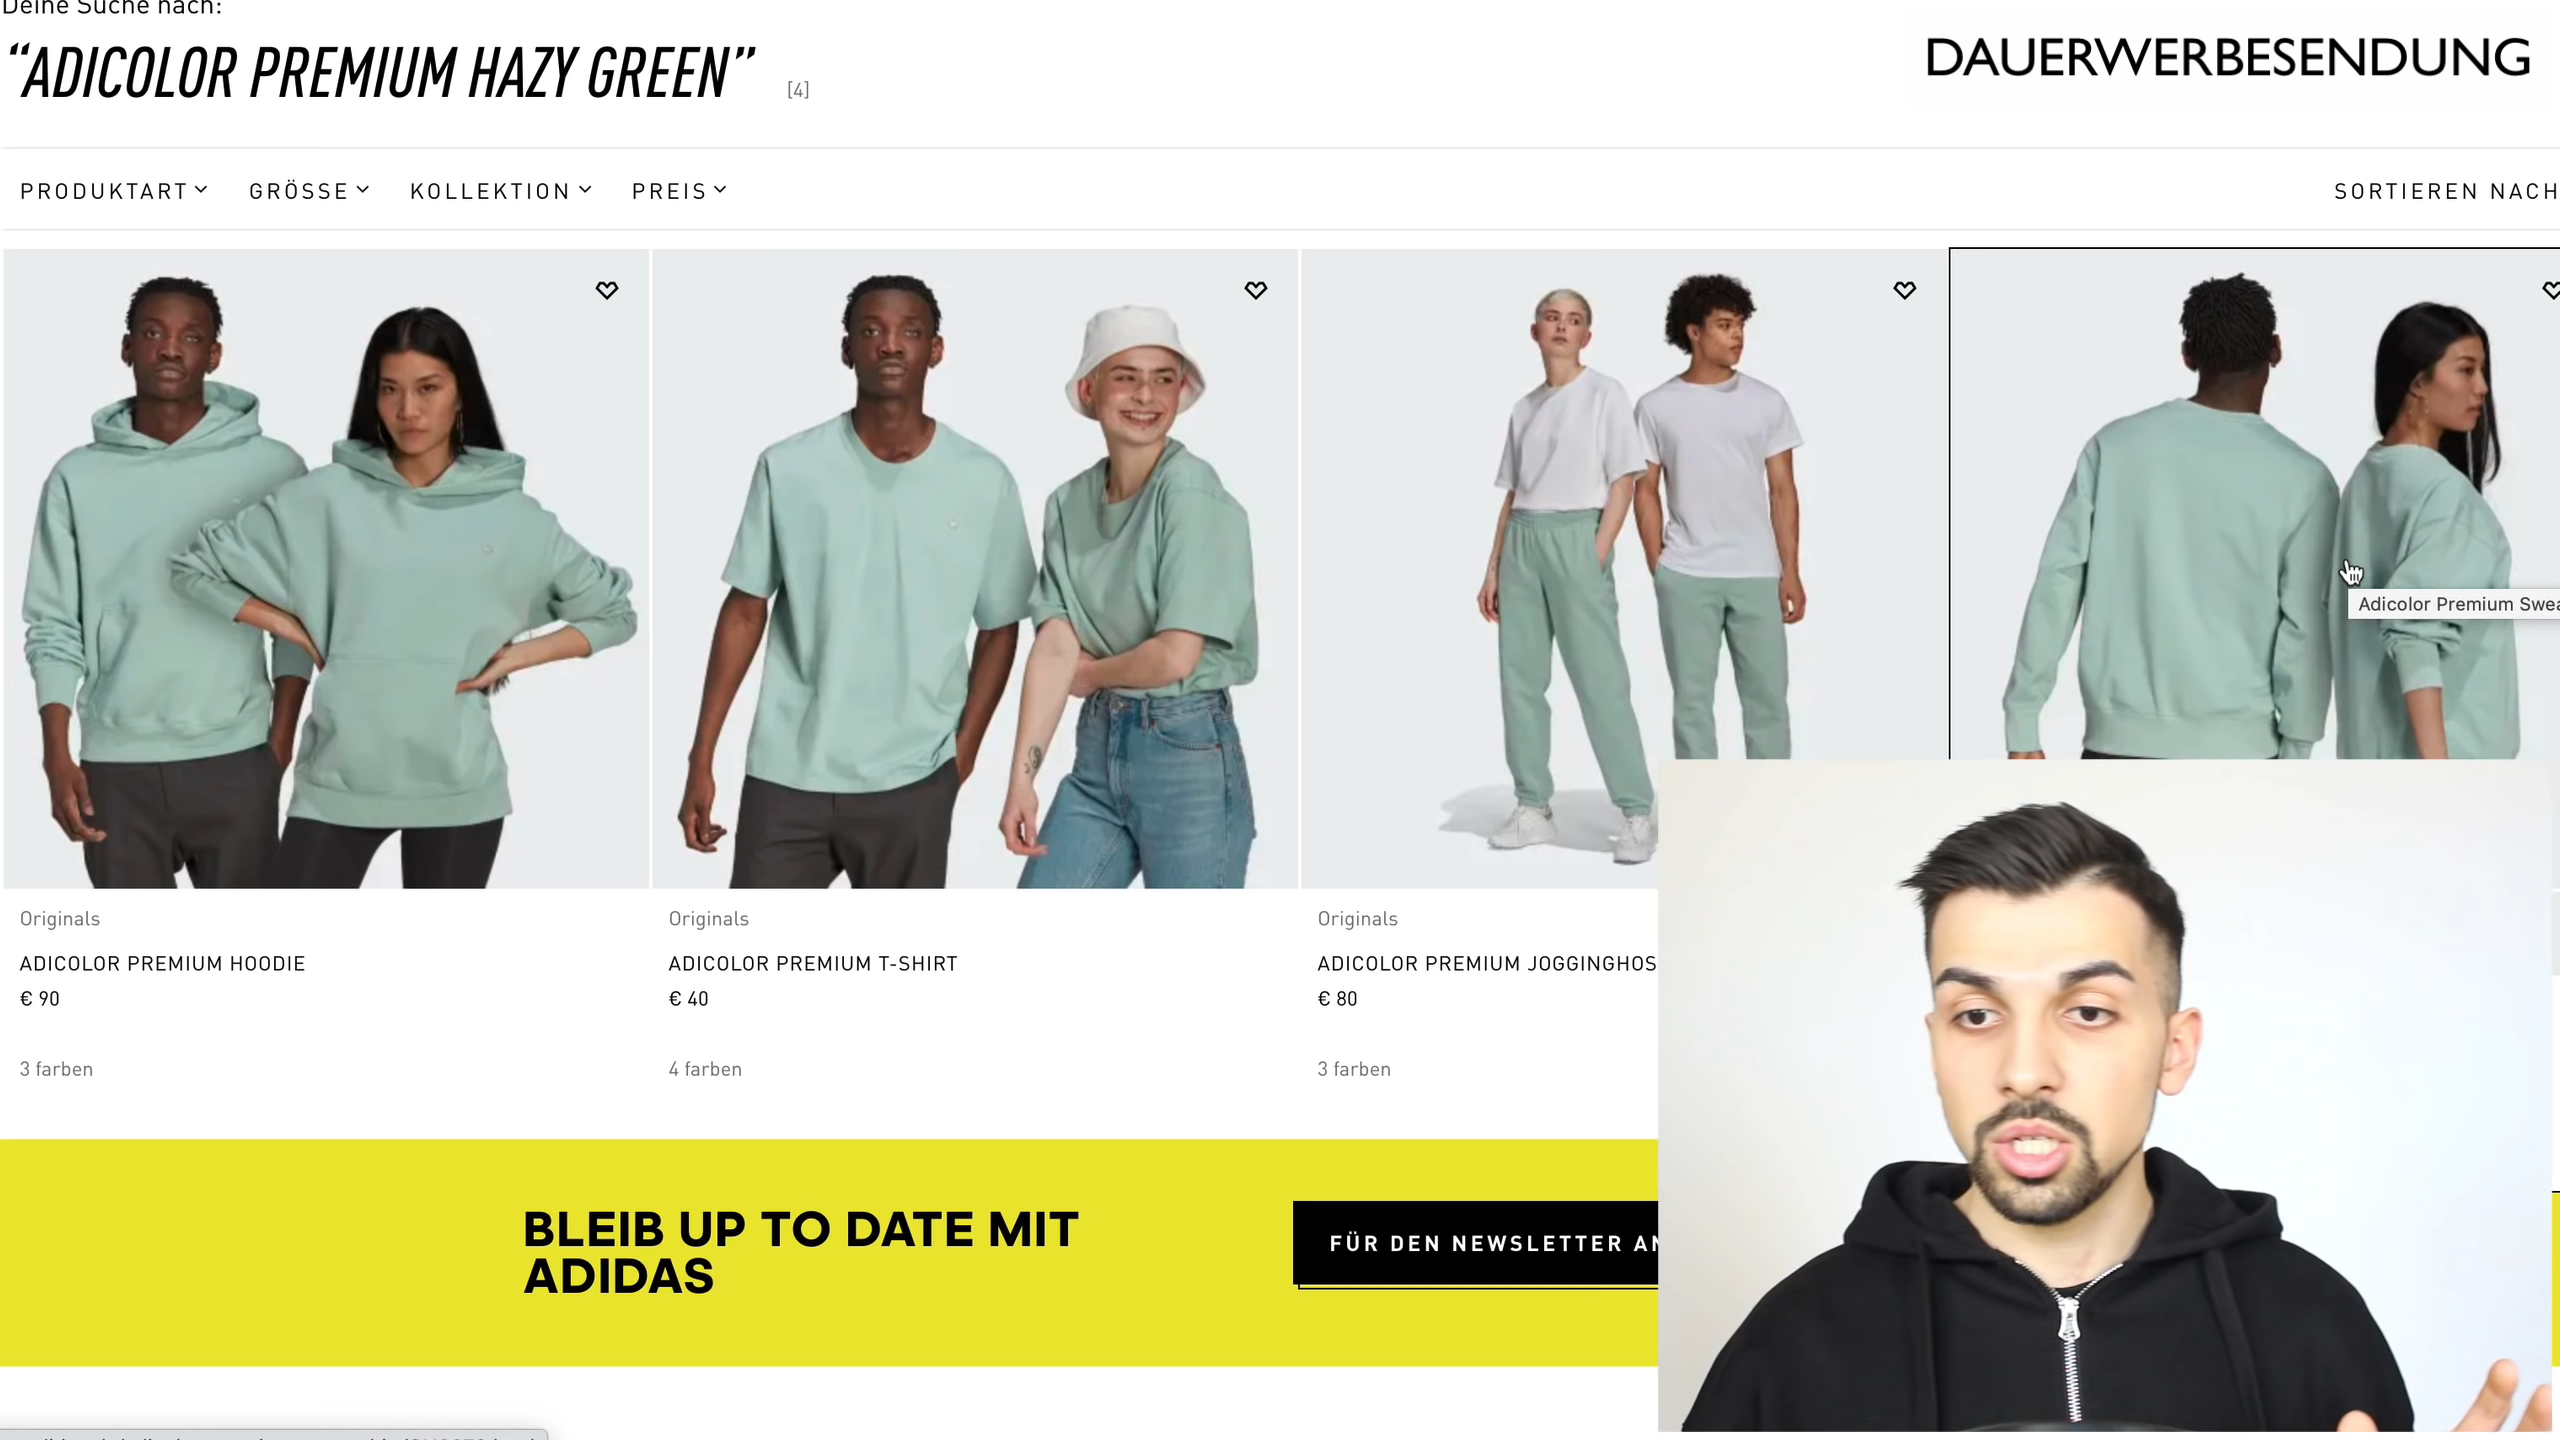 Deine Suche nach:
“ADICOLOR PREMIUM HAZY GREEN” [4]
DAUERWERBESENDUNG
PRODUKTART GRÖSSE KOLLEKTION PREIS SORTIEREN NACH
Adicolor Premium
Originals Originals Originals
ADICOLOR PREMIUM HOODIE ADICOLOR PREMIUM T-SHIRT ADICOLOR PREMIUM JOGGINGHOS
€ 90 € 40 € 80
3 farben 4 farben 3 farben
BLEIB UP TO DATE MIT
ADIDAS
FÜR DEN NEWSLETTER